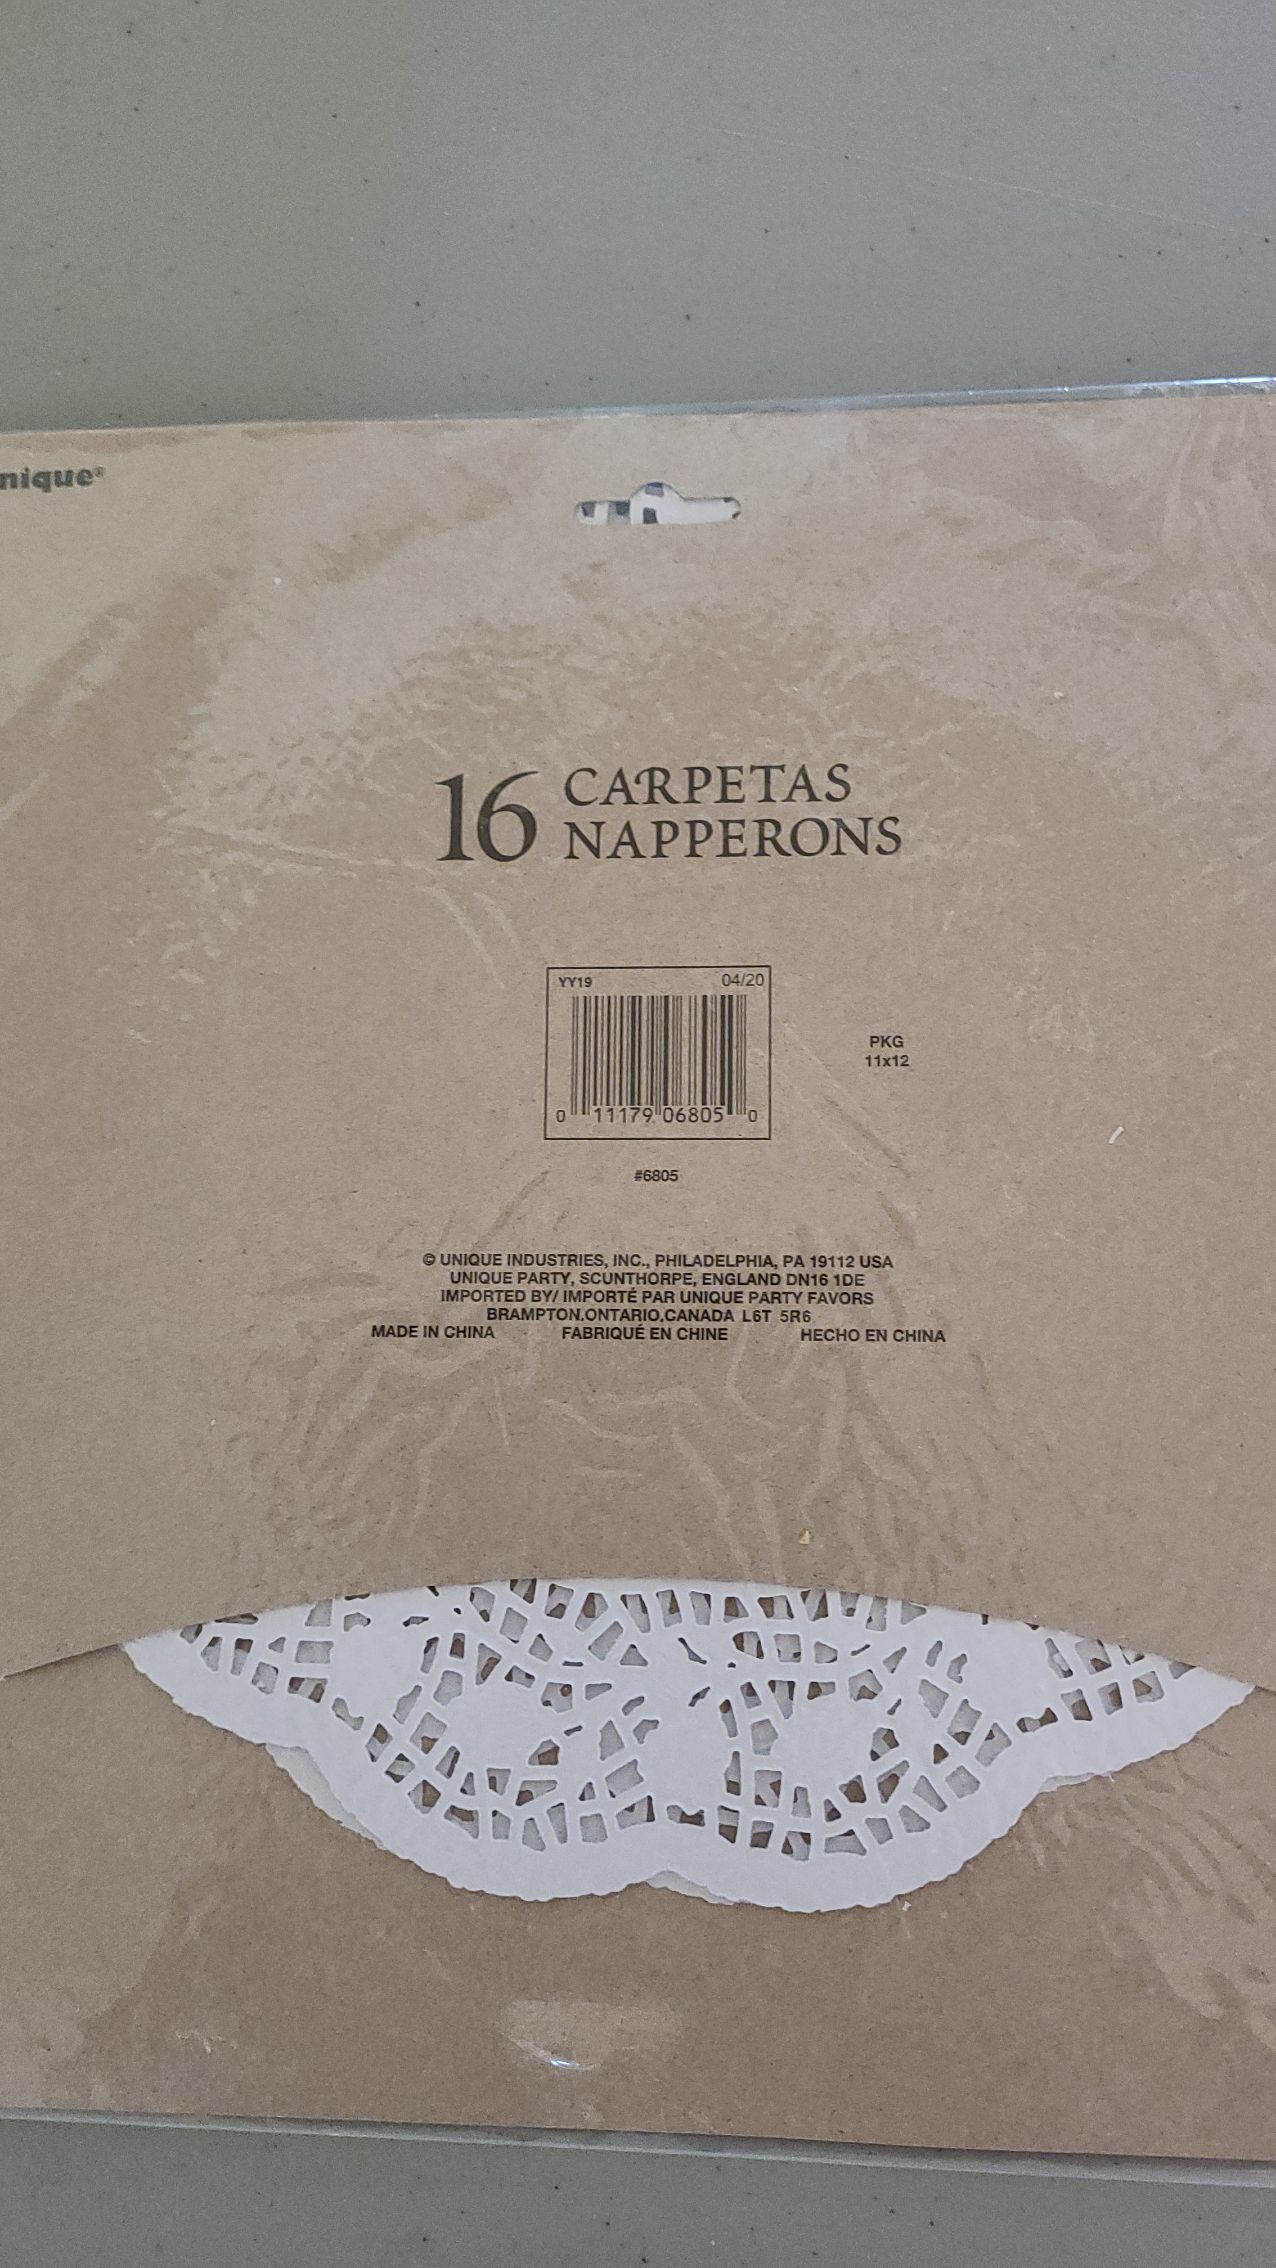 nique®
16 CARPETAS
NAPPERONS
YY19 04/20
0 11179 06805 0
PKG
11x12
#6805
© UNIQUE INDUSTRIES, INC., PHILADELPHIA, PA 19112 USA
UNIQUE PARTY, SCUNTHORPE, ENGLAND DN16 1DE
IMPORTED BY/ IMPORTÉ PAR UNIQUE PARTY FAVORS
BRAMPTON,ONTARIO,CANADA L6T 5R6
MADE IN CHINA FABRIQUÉ EN CHINE HECHO EN CHINA